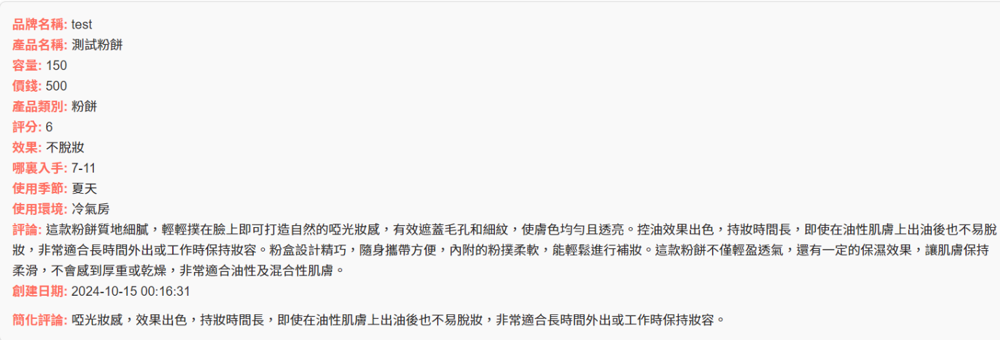 品牌名稱: test
產品名稱: 測試粉餅
容量: 150
價錢: 500
產品類別: 粉餅
評分: 6
效果: 不脫妝
哪裏入手: 7-11
使用季節: 夏天
使用環境: 冷氣房
評論: 這款粉餅質地細膩，輕輕撲在臉上即可打造自然的啞光妝感，有效遮蓋毛孔和細紋，使膚色均勻且透亮。控油效果出色，持妝時間長，即使在油性肌膚上出油後也不易脫
妝，非常適合長時間外出或工作時保持妝容。粉盒設計精巧，隨身攜帶方便，內附的粉撲柔軟，能輕鬆進行補妝。這款粉餅不僅輕盈透氣，還有一定的保濕效果，讓肌膚保持
柔滑，不會感到厚重或乾燥，非常適合油性及混合性肌膚。
創建日期: 2024-10-15 00:16:31
簡化評論: 啞光妝感，效果出色，持妝時間長，即使在油性肌膚上出油後也不易脫妝，非常適合長時間外出或工作時保持妝容。